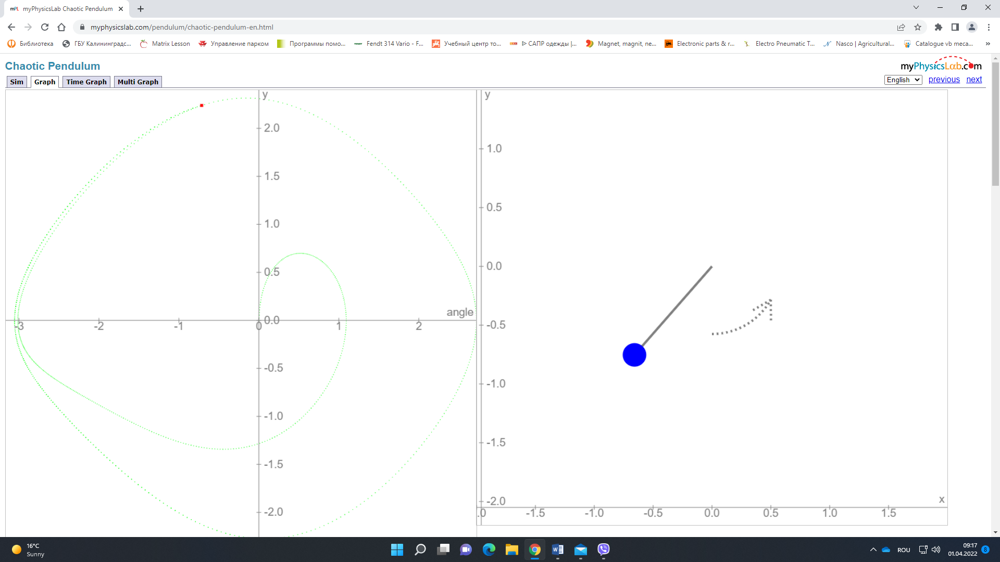 mPL myPhysicsLab Chaotic Pendulum
myphysicslab.com/pendulum/chaotic-pendulum-en.html
Библиотека ГБУ Калининградс... Matrix Lesson Управление парком Программы помо... Fendt 314 Vario - F... Учебный центр то... ᐅ САПР одежды |... Magnet, magnit, ne... Electronic parts & r... Electro Pneumatic T... Nasco | Agricultural... Catalogue vb meca... »
Chaotic Pendulum
myPhysicsLab.com
Sim Graph Time Graph Multi Graph
English previous next
y
2.0
1.5
1.0
0.5
0.0
-0.5
-1.0
-1.5
-2.0
angle
-3 -2 -1 0 1 2
y
1.0
0.5
0.0
-0.5
-1.0
-1.5
-2.0
x
.0 -1.5 -1.0 -0.5 0.0 0.5 1.0 1.5
16°C
Sunny
ROU
09:17
01.04.2022
8